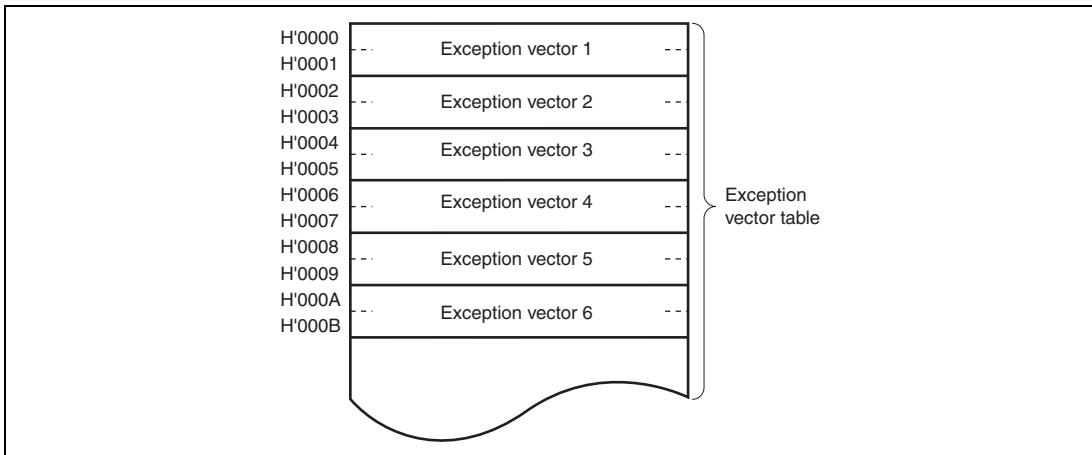 H'0000
Exception vector 1
H'0001
H'0002
Exception vector 2
H'0003
H'0004
Exception vector 3
H'0005
H'0006
Exception vector 4
H'0007
H'0008
Exception vector 5
H'0009
H'000A
Exception vector 6
H'000B
Exception
vector table